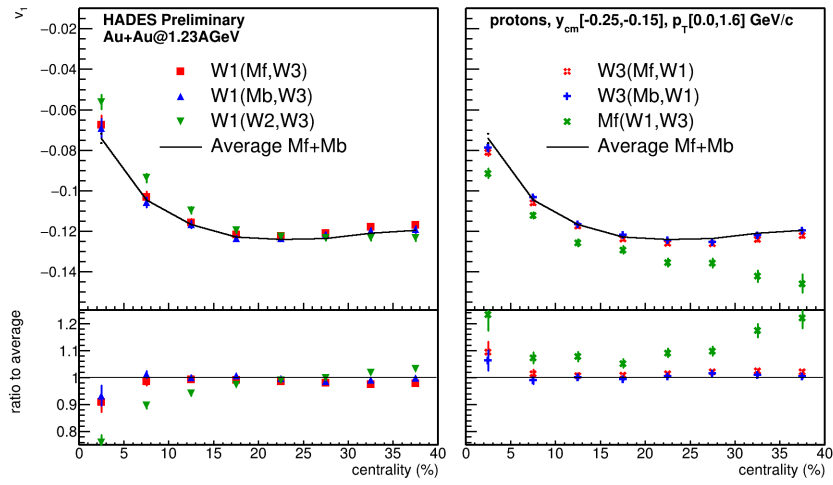 v1
HADES Preliminary
Au+Au@1.23AGeV
W1(Mf,W3)
W1(Mb,W3)
W1(W2,W3)
Average Mf+Mb
−0.02
−0.04
−0.06
−0.08
−0.1
−0.12
−0.14
protons, ycm[-0.25,-0.15], pT[0.0,1.6] GeV/c
W3(Mf,W1)
W3(Mb,W1)
Mf(W1,W3)
Average Mf+Mb
ratio to average
1.2
1.1
1
0.9
0.8
0 5 10 15 20 25 30 35 40
centrality (%)
0 5 10 15 20 25 30 35 40
centrality (%)